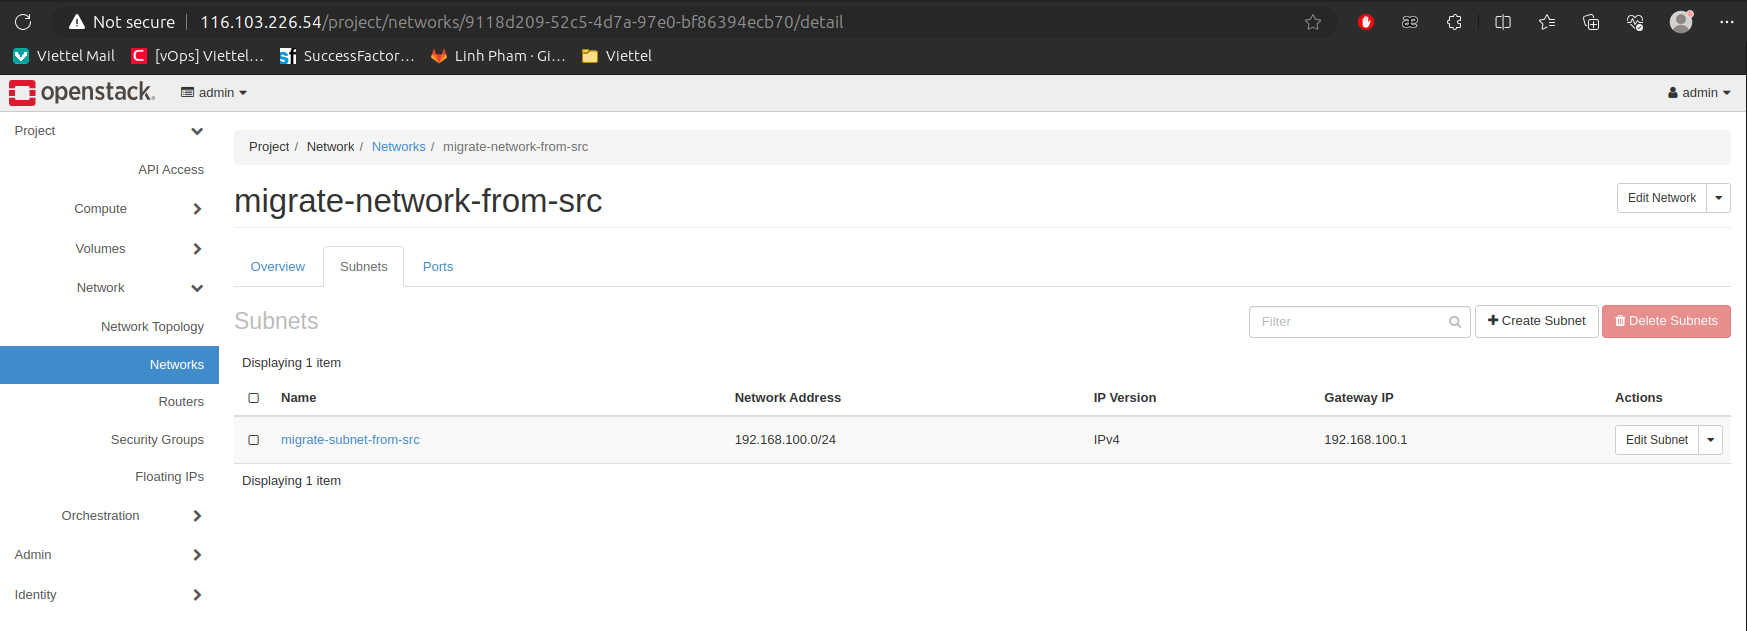 Not secure 116.103.226.54/project/networks/9118d209-52c5-4d7a-97e0-bf86394ecb70/detail
Viettel Mail [vOps] Viettel... SuccessFactor... Linh Pham · Gi... Viettel
openstack. admin admin
Project
API Access
Compute
Volumes
Network
Network Topology
Networks
Routers
Security Groups
Floating IPs
Orchestration
Admin
Identity
Project / Network / Networks / migrate-network-from-src
migrate-network-from-src
Edit Network
Overview Subnets Ports
Subnets
Filter
Create Subnet
Delete Subnets
Displaying 1 item
Name Network Address IP Version Gateway IP Actions
migrate-subnet-from-src 192.168.100.0/24 IPv4 192.168.100.1 Edit Subnet
Displaying 1 item